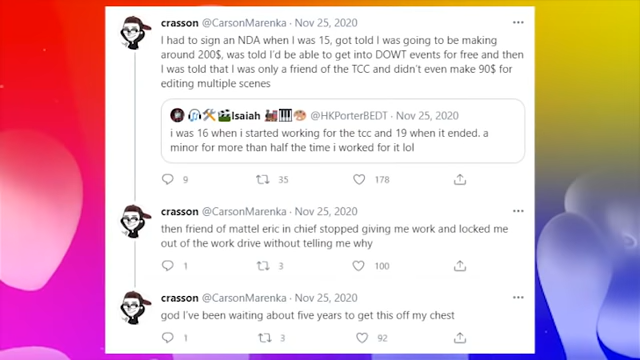 crasson @CarsonMarenka · Nov 25, 2020
I had to sign an NDA when I was 15, got told I was going to be making
around 200$, was told I'd be able to get into DOWT events for free and then
I was told that I was only a friend of the TCC and didn't even make 90$ for
editing multiple scenes
Isaiah @HKPorterBEDT · Nov 25, 2020
i was 16 when i started working for the tcc and 19 when it ended. a
minor for more than half the time i worked for it lol
9 35 178
crasson @CarsonMarenka · Nov 25, 2020
then friend of mattel eric in chief stopped giving me work and locked me
out of the work drive without telling me why
1 3 100
crasson @CarsonMarenka · Nov 25, 2020
god I've been waiting about five years to get this off my chest
1 3 92